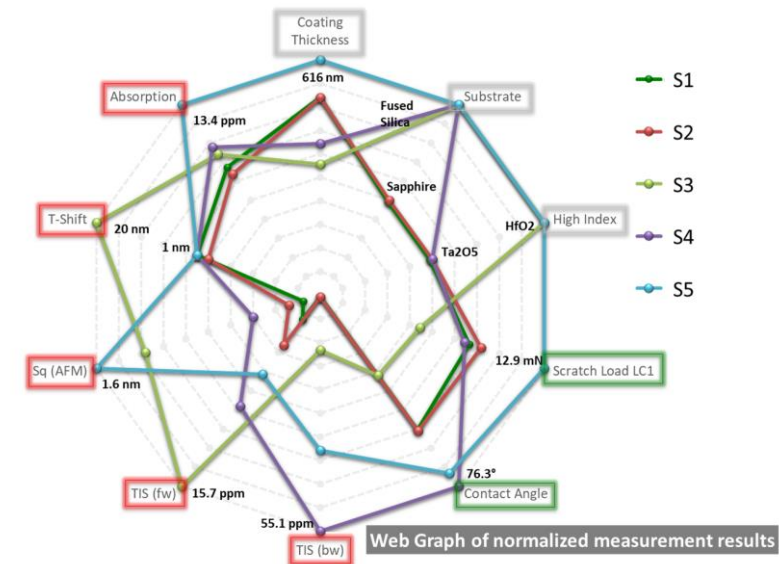 Coating
Thickness
616 nm
Absorption
13.4 ppm
Fused
Silica
Substrate
S1
S2
S3
S4
S5
Sapphire
T-Shift
20 nm
1 nm
HfO2
High Index
Ta2O5
Sq (AFM)
1.6 nm
12.9 mN
Scratch Load LC1
TIS (fw)
15.7 ppm
76.3°
Contact Angle
55.1 ppm
TIS (bw)
Web Graph of normalized measurement results